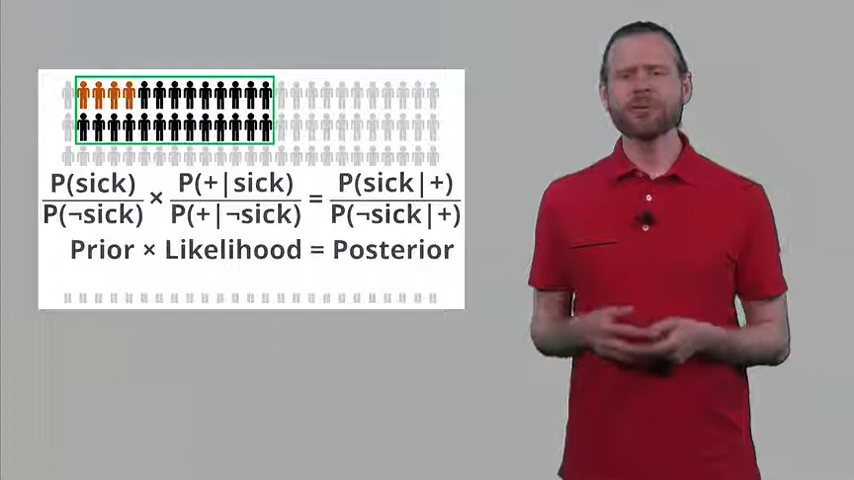 P(sick) / P(¬sick) × P(+|sick) / P(+|¬sick) = P(sick|+) / P(¬sick|+)
Prior × Likelihood = Posterior